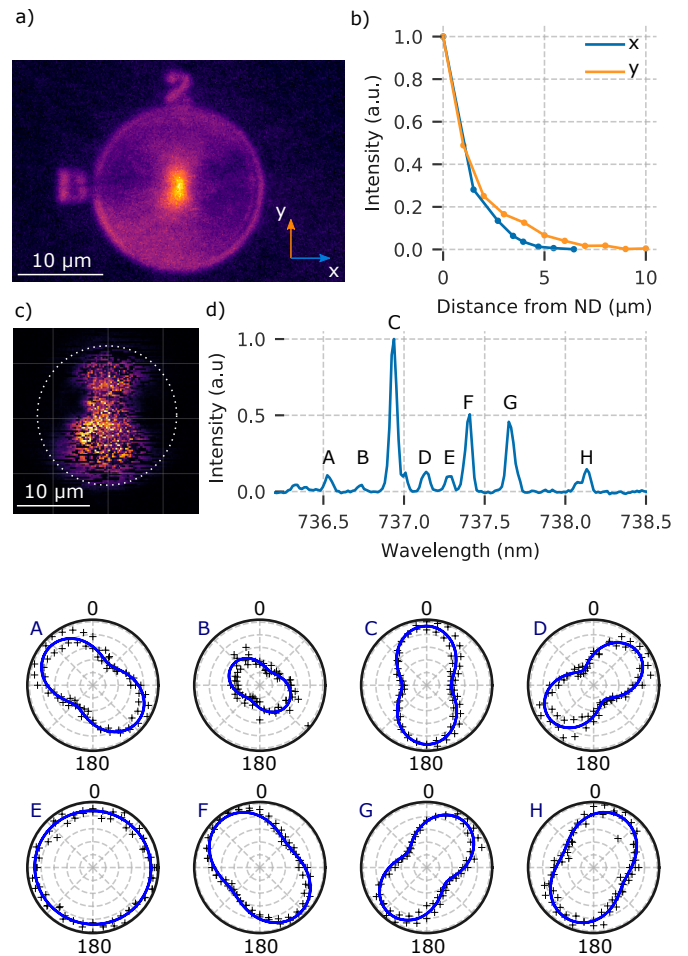 a)
2
B
y
x
10 µm
b)
Intensity (a.u.)
1.0
0.8
0.6
0.4
0.2
0.0
x
y
0
5
10
Distance from ND (µm)
c)
10 µm
d)
Intensity (a.u)
1.0
0.5
0.0
A
B
C
D
E
F
G
H
736.5
737.0
737.5
738.0
738.5
Wavelength (nm)
A
0
180
B
0
180
C
0
180
D
0
180
E
0
180
F
0
180
G
0
180
H
0
180